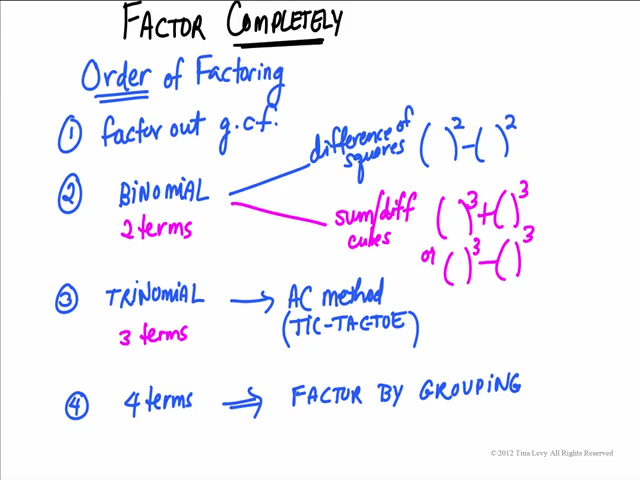 FACTOR COMPLETELY
Order of Factoring
① factor out g.c.f.
② BINOMIAL
2 terms
difference of
squares
( )² - ( )²
sum/diff
cubes
( )³ + ( )³
or ( )³ - ( )³
③ TRINOMIAL → AC method
3 terms
(TIC-TAC-TOE)
④ 4 terms ⇒ FACTOR BY GROUPING
© 2012 Tina Levy All Rights Reserved